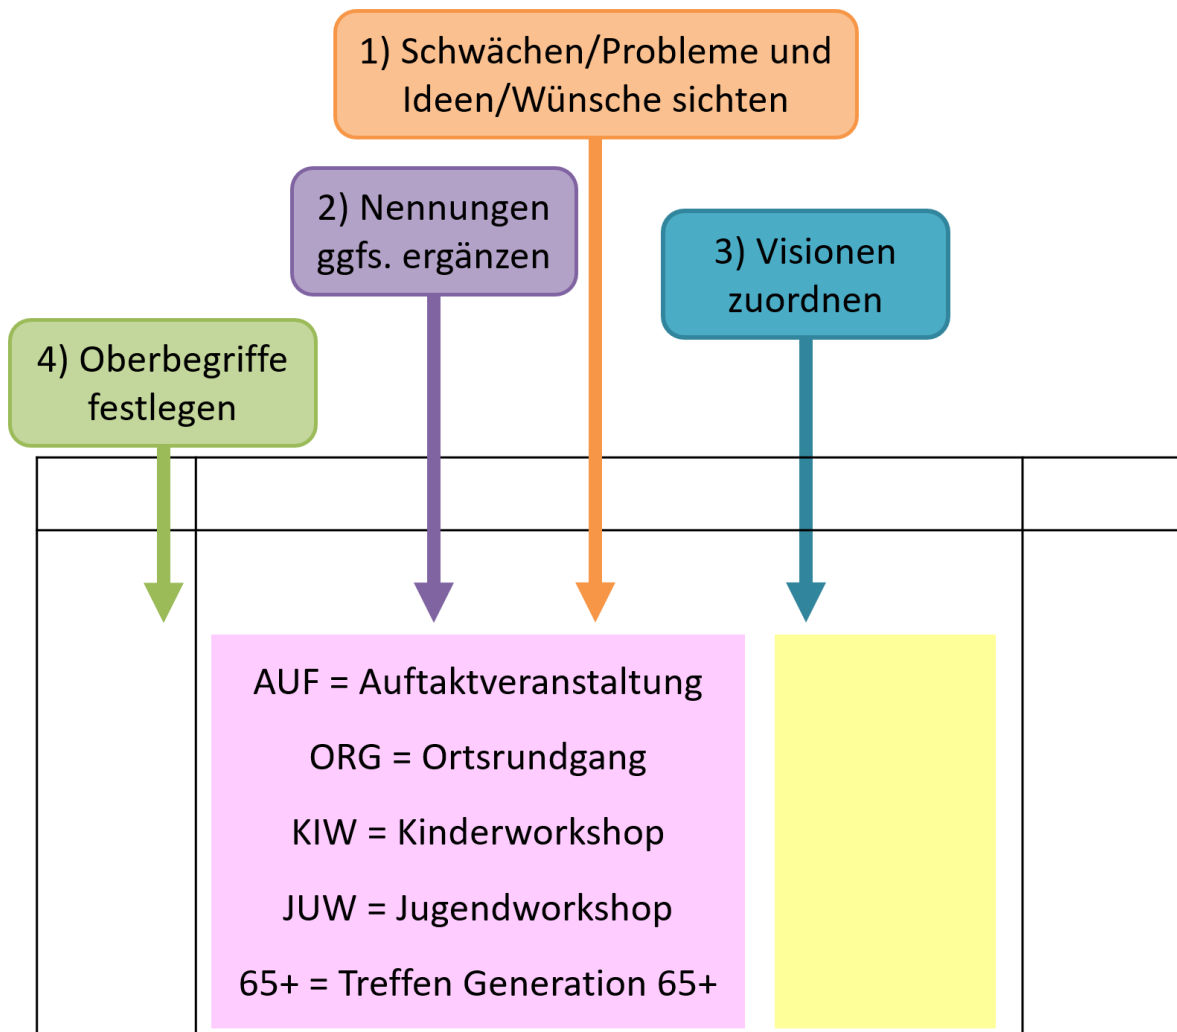 1) Schwächen/Probleme und
Ideen/Wünsche sichten
2) Nennungen
ggfs. ergänzen
3) Visionen
zuordnen
4) Oberbegriffe
festlegen
AUF = Auftaktveranstaltung
ORG = Ortsrundgang
KIW = Kinderworkshop
JUW = Jugendworkshop
65+ = Treffen Generation 65+